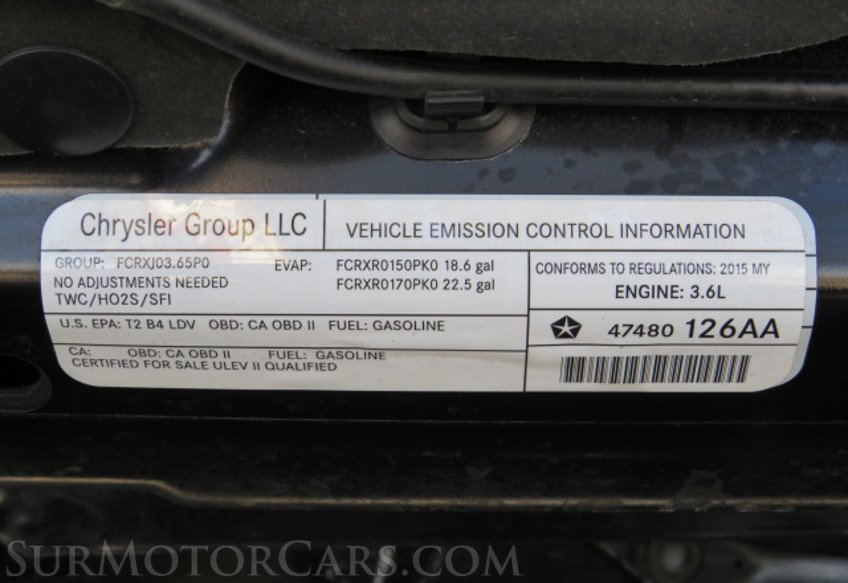 Chrysler Group LLC
VEHICLE EMISSION CONTROL INFORMATION
GROUP: FCRXJ03.65P0
NO ADJUSTMENTS NEEDED
TWC/HO2S/SFI
EVAP: FCRXR0150PK0 18.6 gal
FCRXR0170PK0 22.5 gal
CONFORMS TO REGULATIONS: 2015 MY
ENGINE: 3.6L
U.S. EPA: T2 B4 LDV OBD: CA OBD II FUEL: GASOLINE
47480 126AA
CA: OBD: CA OBD II FUEL: GASOLINE
CERTIFIED FOR SALE ULEV II QUALIFIED
SurMotorCars.com